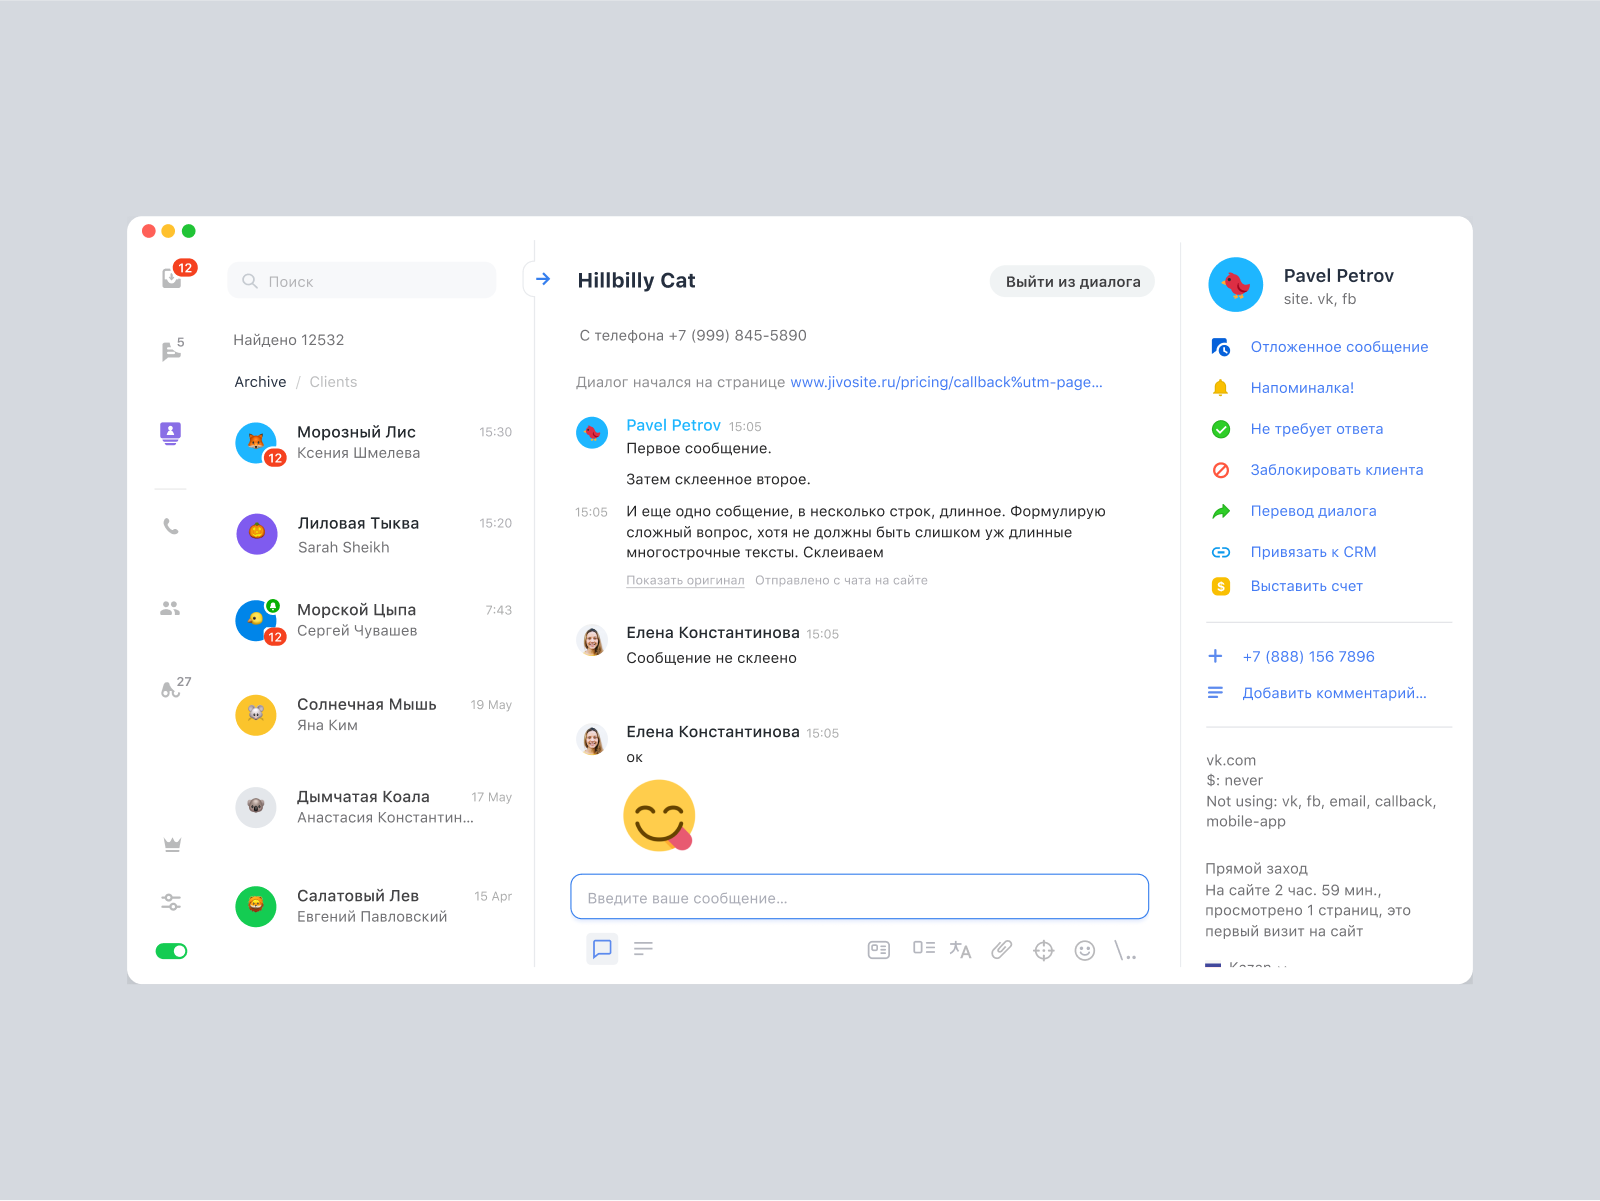 12
5
27
Поиск
Найдено 12532
Archive / Clients
Морозный Лис 15:30
Ксения Шмелева
12
Лиловая Тыква 15:20
Sarah Sheikh
Морской Цыпа 7:43
Сергей Чувашев
12
Солнечная Мышь 19 May
Яна Ким
Дымчатая Коала 17 May
Анастасия Константин...
Салатовый Лев 15 Apr
Евгений Павловский
Hillbilly Cat
Выйти из диалога
С телефона +7 (999) 845-5890
Диалог начался на странице www.jivosite.ru/pricing/callback%utm-page...
Pavel Petrov 15:05
Первое сообщение.
Затем склеенное второе.
15:05 И еще одно собщение, в несколько строк, длинное. Формулирую
сложный вопрос, хотя не должны быть слишком уж длинные
многострочные тексты. Склеиваем
Показать оригинал Отправлено с чата на сайте
Елена Константинова 15:05
Сообщение не склеено
Елена Константинова 15:05
ок
Введите ваше сообщение...
\..
Pavel Petrov
site. vk, fb
Отложенное сообщение
Напоминалка!
Не требует ответа
Заблокировать клиента
Перевод диалога
Привязать к CRM
$ Выставить счет
+7 (888) 156 7896
Добавить комментарий...
vk.com
$: never
Not using: vk, fb, email, callback,
mobile-app
Прямой заход
На сайте 2 час. 59 мин.,
просмотрено 1 страниц, это
первый визит на сайт